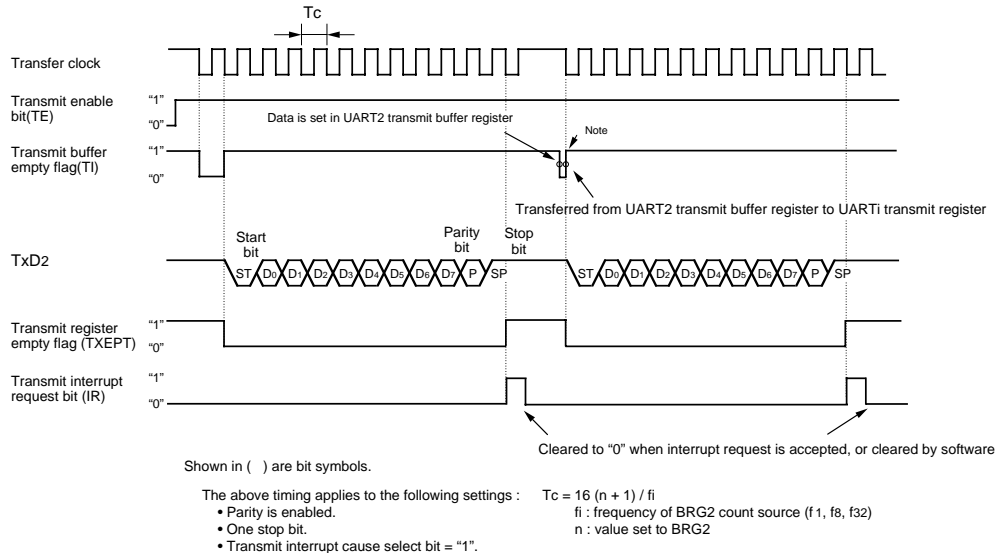 Tc
Transfer clock
Transmit enable
bit(TE)
“1”
“0”
Data is set in UART2 transmit buffer register
Note
Transmit buffer
empty flag(TI)
“1”
“0”
Transferred from UART2 transmit buffer register to UARTi transmit register
Start
bit
Parity
bit
Stop
bit
TxD2
ST D0 D1 D2 D3 D4 D5 D6 D7 P SP
ST D0 D1 D2 D3 D4 D5 D6 D7 P SP
Transmit register
empty flag (TXEPT)
“1”
“0”
Transmit interrupt
request bit (IR)
“1”
“0”
Cleared to “0” when interrupt request is accepted, or cleared by software
Shown in ( ) are bit symbols.
The above timing applies to the following settings :
• Parity is enabled.
• One stop bit.
• Transmit interrupt cause select bit = “1”.
Tc = 16 (n + 1) / fi
fi : frequency of BRG2 count source (f1, f8, f32)
n : value set to BRG2